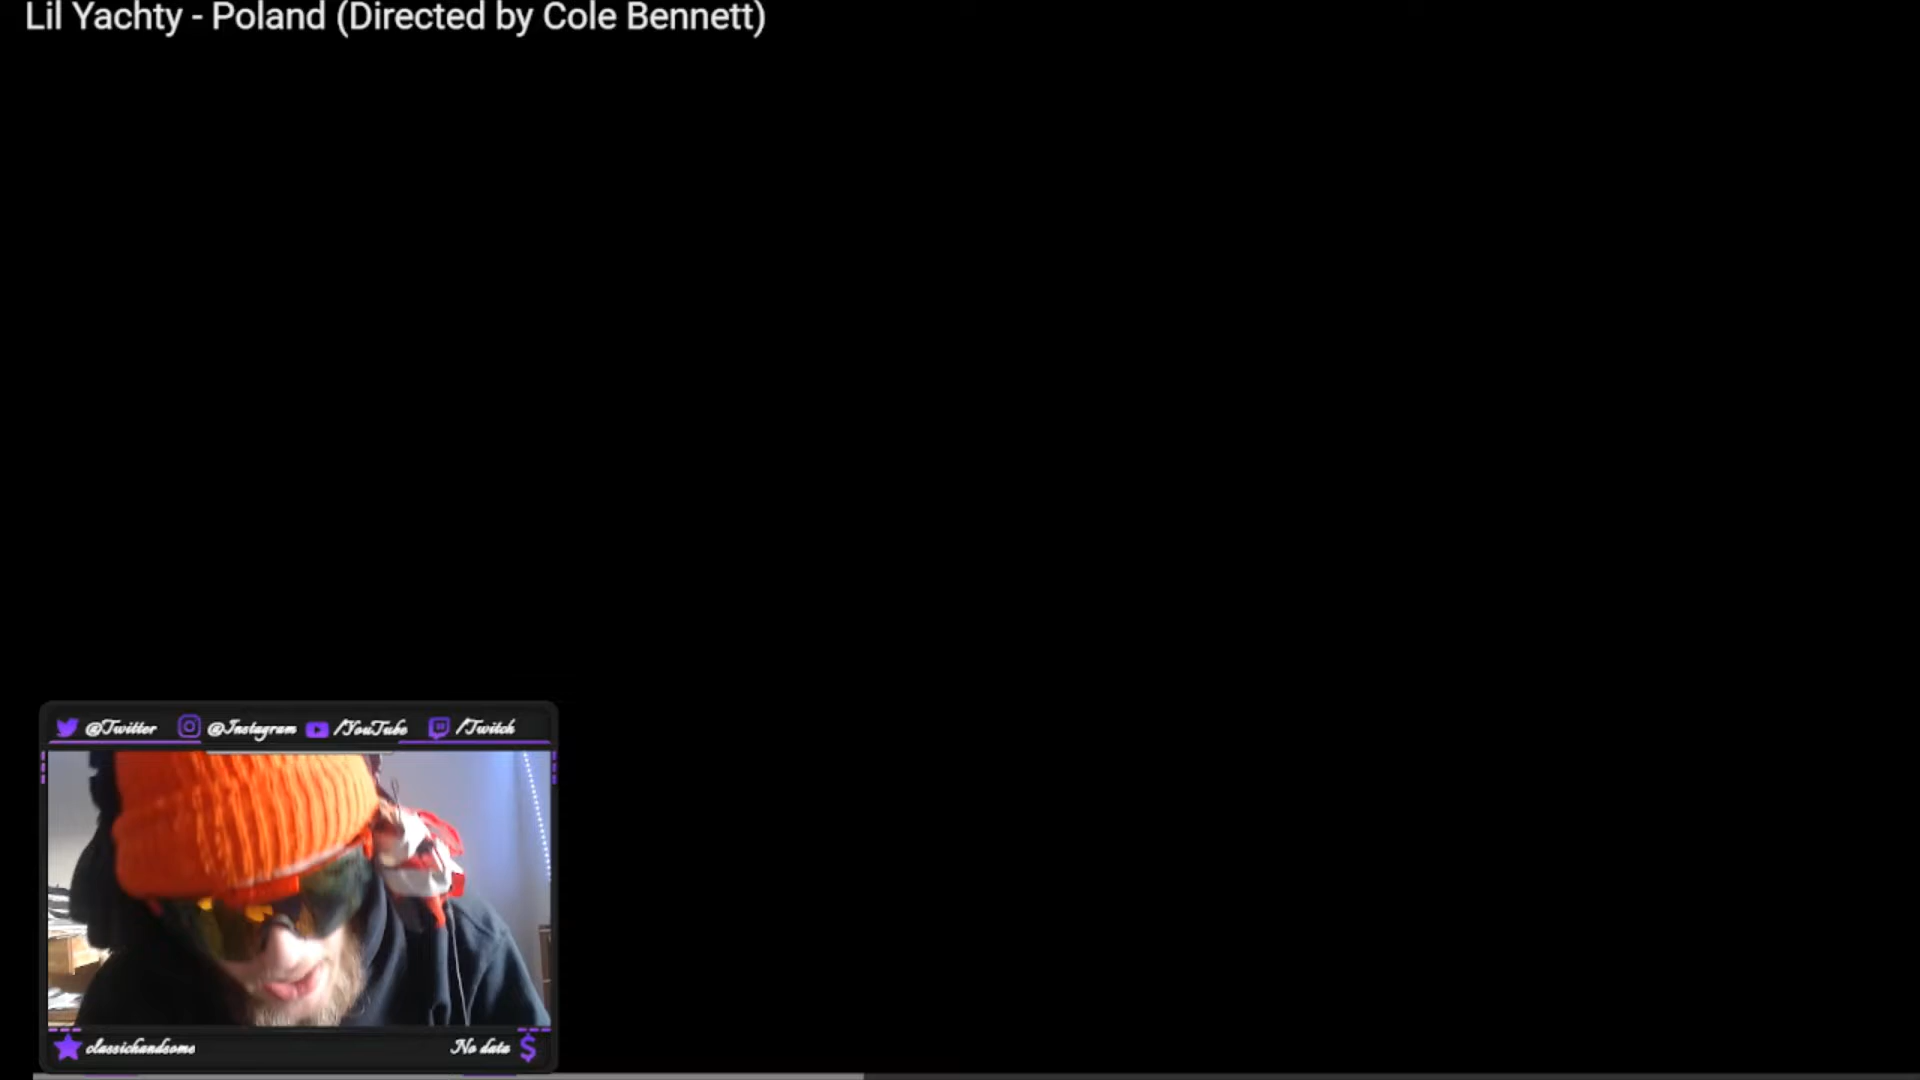 Lil Yachty - Poland (Directed by Cole Bennett)
@Twitter @Instagram /YouTube /Twitch
classichandsome No data